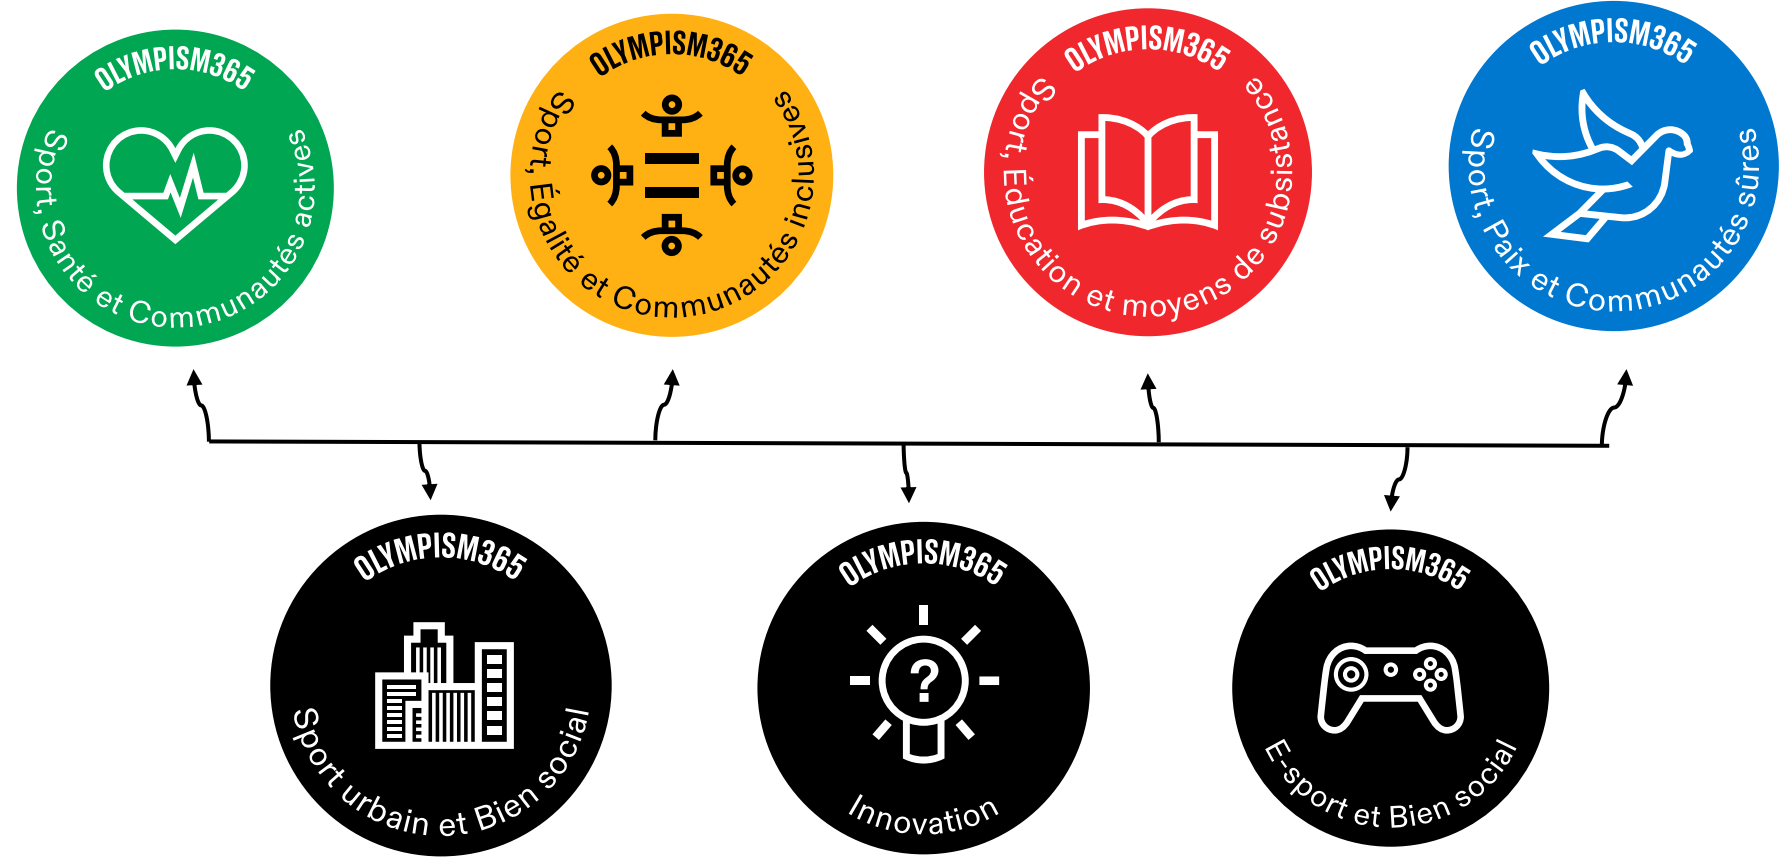 OLYMPISM365
Sport, Santé et Communautés actives
OLYMPISM365
Sport, Égalité et Communautés inclusives
OLYMPISM365
Sport, Éducation et moyens de subsistance
OLYMPISM365
Sport, Paix et Communautés sûres
OLYMPISM365
Sport urbain et Bien social
OLYMPISM365
?
Innovation
OLYMPISM365
E-sport et Bien social